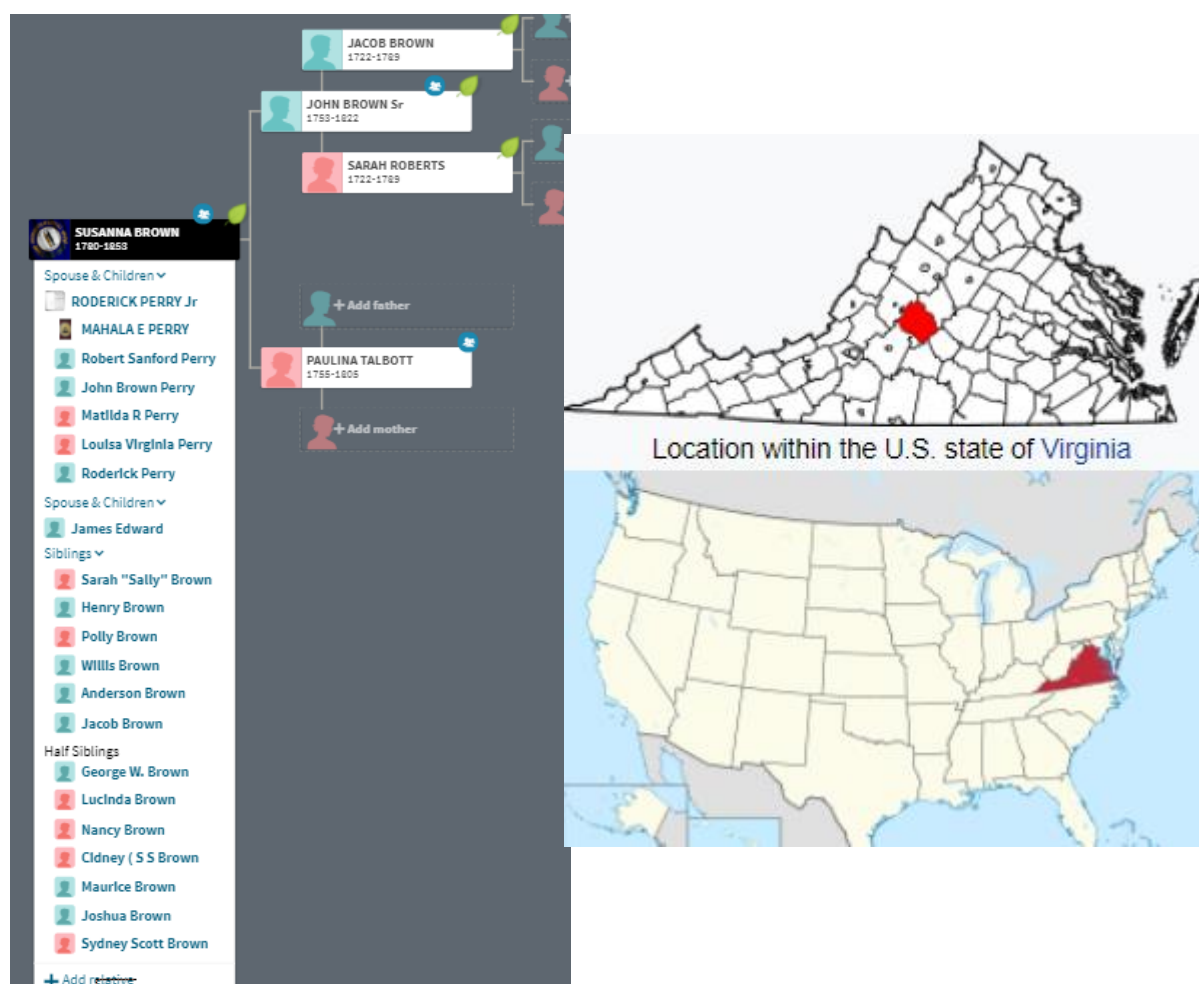 JACOB BROWN
1722-1789
JOHN BROWN Sr
1753-1822
SARAH ROBERTS
1722-1789
SUSANNA BROWN
1780-1853
+ Add father
PAULINA TALBOTT
1755-1805
+ Add mother
Spouse & Children
RODERICK PERRY Jr
MAHALA E PERRY
Robert Sanford Perry
John Brown Perry
Matilda R Perry
Louisa Virginia Perry
Roderick Perry
Spouse & Children
James Edward
Siblings
Sarah "Sally" Brown
Henry Brown
Polly Brown
Willis Brown
Anderson Brown
Jacob Brown
Half Siblings
George W. Brown
Lucinda Brown
Nancy Brown
Cidney ( S S Brown
Maurice Brown
Joshua Brown
Sydney Scott Brown
+ Add relative
Location within the U.S. state of Virginia